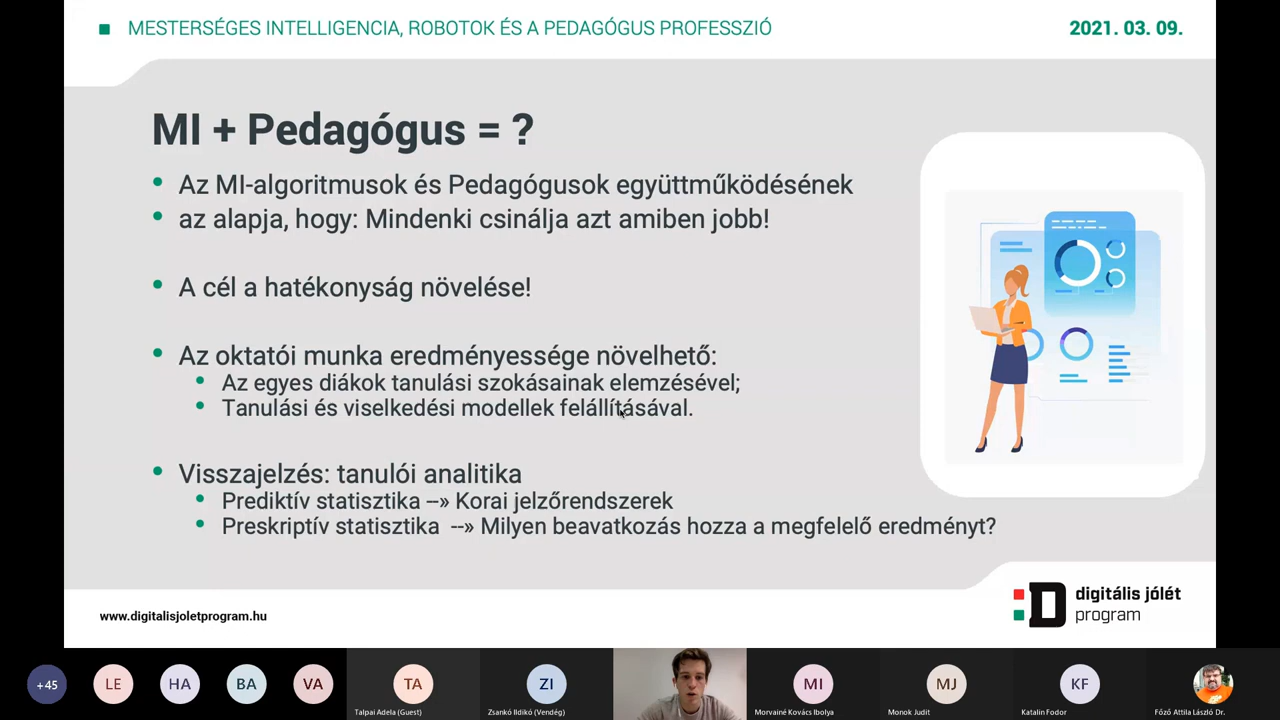 MESTERSÉGES INTELLIGENCIA, ROBOTOK ÉS A PEDAGÓGUS PROFESSZIÓ
2021. 03. 09.
MI + Pedagógus = ?
Az MI-algoritmusok és Pedagógusok együttműködésének
az alapja, hogy: Mindenki csinálja azt amiben jobb!
A cél a hatékonyság növelése!
Az oktatói munka eredményessége növelhető:
Az egyes diákok tanulási szokásainak elemzésével;
Tanulási és viselkedési modellek felállításával.
Visszajelzés: tanulói analitika
Prediktív statisztika –-» Korai jelzőrendszerek
Preskriptív statisztika --» Milyen beavatkozás hozza a megfelelő eredményt?
www.digitalisjoletprogram.hu
digitális jólét
program
+45
LE
HA
BA
VA
TA
Talpai Adela (Guest)
ZI
Zsankó Ildikó (Vendég)
MI
Morvainé Kovács Ibolya
MJ
Monok Judit
KF
Katalin Fodor
Főző Attila László Dr.